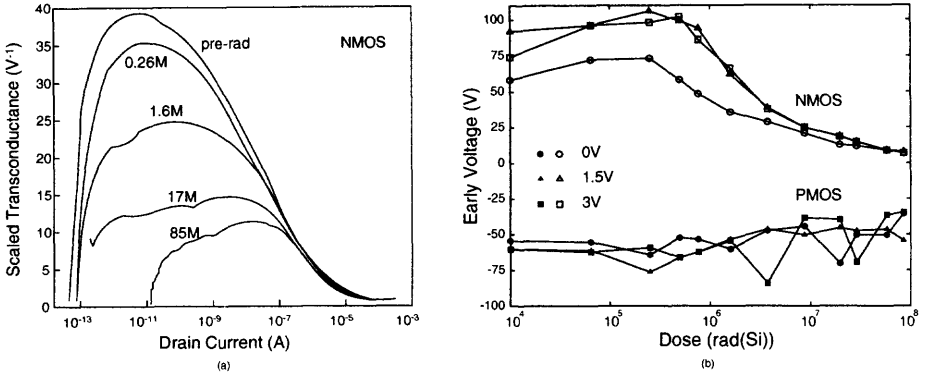 40
35
30
25
20
15
10
5
0
Scaled Transconductance (V⁻¹)
NMOS
pre-rad
0.26M
1.6M
17M
85M
10⁻¹³ 10⁻¹¹ 10⁻⁹ 10⁻⁷ 10⁻⁵ 10⁻³
Drain Current (A)
(a)
100
75
50
25
0
-25
-50
-75
-100
Early Voltage (V)
NMOS
0V
1.5V
3V
PMOS
10⁴ 10⁵ 10⁶ 10⁷ 10⁸
Dose (rad(Si))
(b)